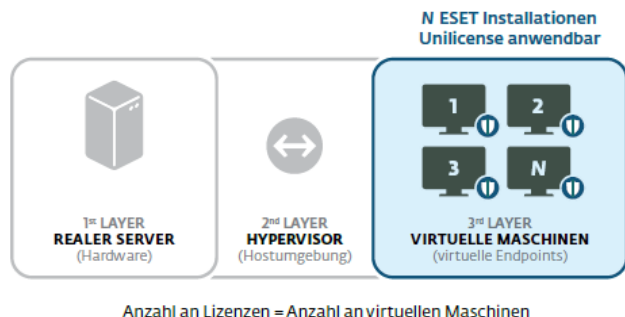 N ESET Installationen
Unilicense anwendbar
1
2
3
N
1st LAYER
REALER SERVER
(Hardware)
2nd LAYER
HYPERVISOR
(Hostumgebung)
3rd LAYER
VIRTUELLE MASCHINEN
(virtuelle Endpoints)
Anzahl an Lizenzen = Anzahl an virtuellen Maschinen